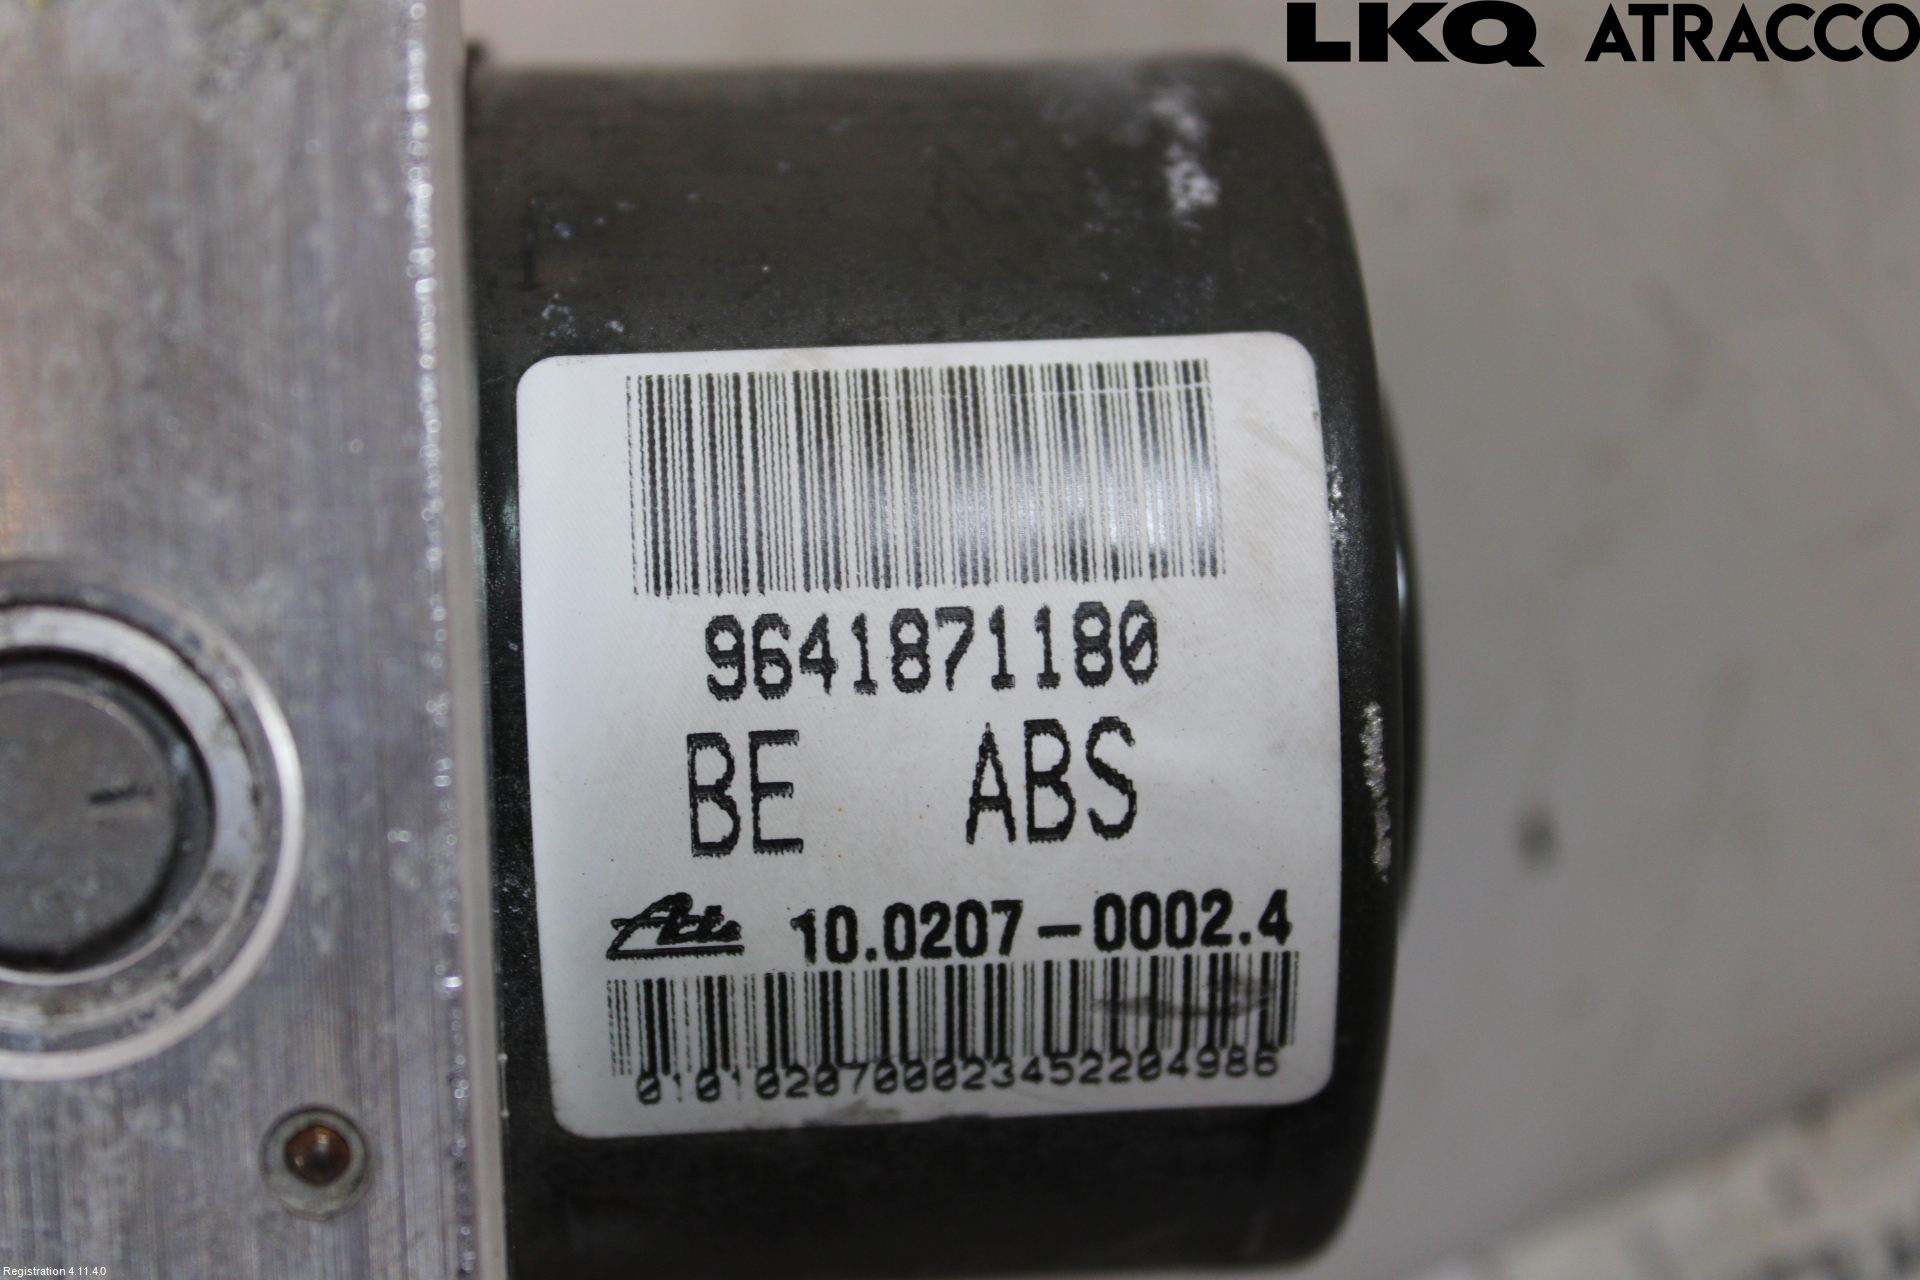 LKQ ATRACCO
9641871180
BE ABS
Ate 10.0207-0002.4
0101020700023452204986
Registration 4.11.4.0